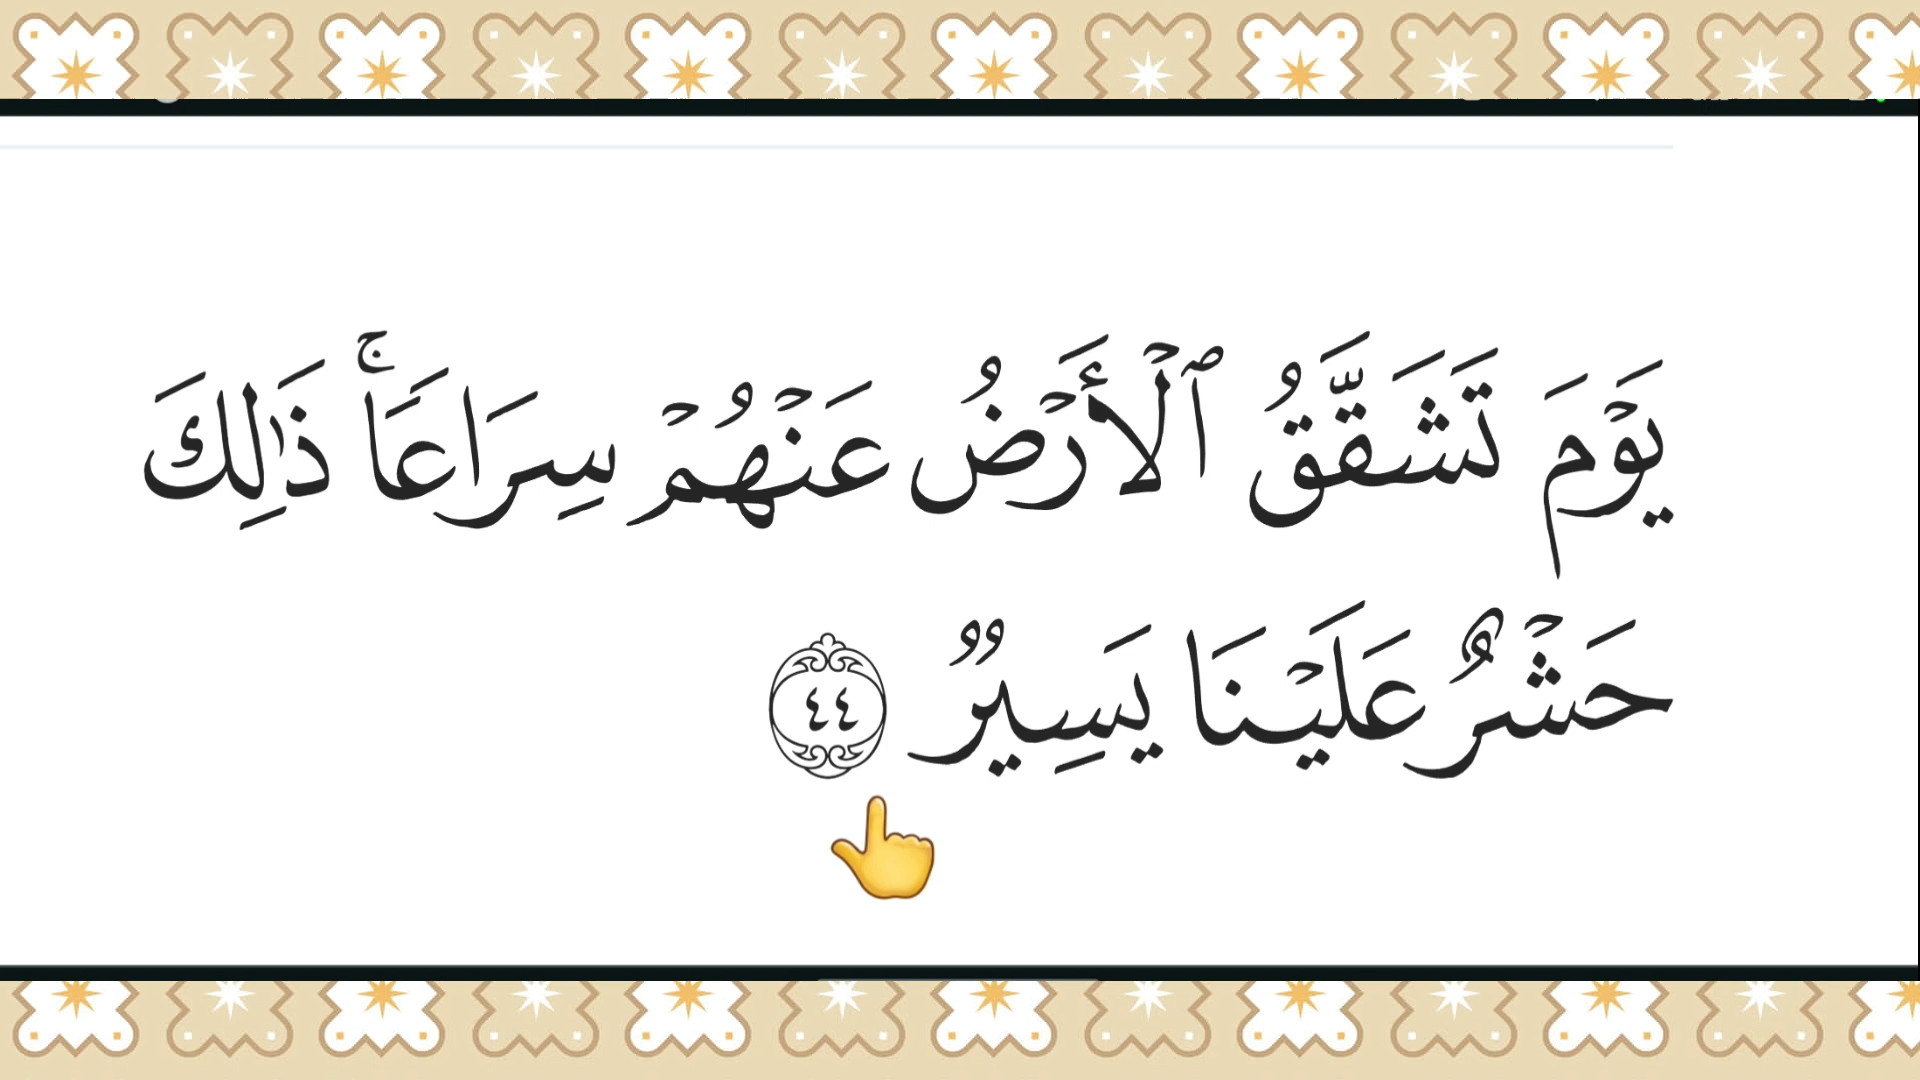 يَوْمَ تَشَقَّقُ ٱلْأَرْضُ عَنْهُمْ سِرَاعًا ۚ ذَٰلِكَ
حَشْرٌ عَلَيْنَا يَسِيرٌ ٤٤